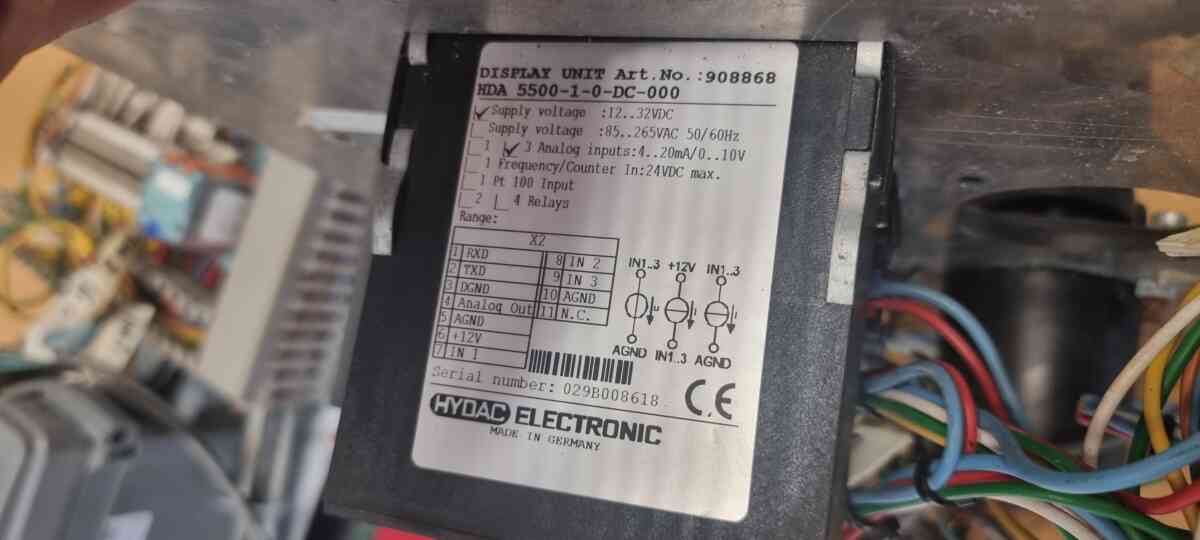 DISPLAY UNIT Art.No.:908868
HDA 5500-1-0-DC-000
Supply voltage :12..32VDC
Supply voltage :85..265VAC 50/60Hz
1 3 Analog inputs:4..20mA/0..10V
1 Frequency/Counter In:24VDC max.
1 Pt 100 Input
2 4 Relays
Range:
X2
1 RXD 8 IN 2
2 TXD 9 IN 3
3 DGND 10 AGND
4 Analog Out 11 N.C.
5 AGND
6 +12V
7 IN 1
IN1..3 +12V IN1..3
AGND IN1..3 AGND
Serial number: 029B008618
CE
HYDAC ELECTRONIC
MADE IN GERMANY